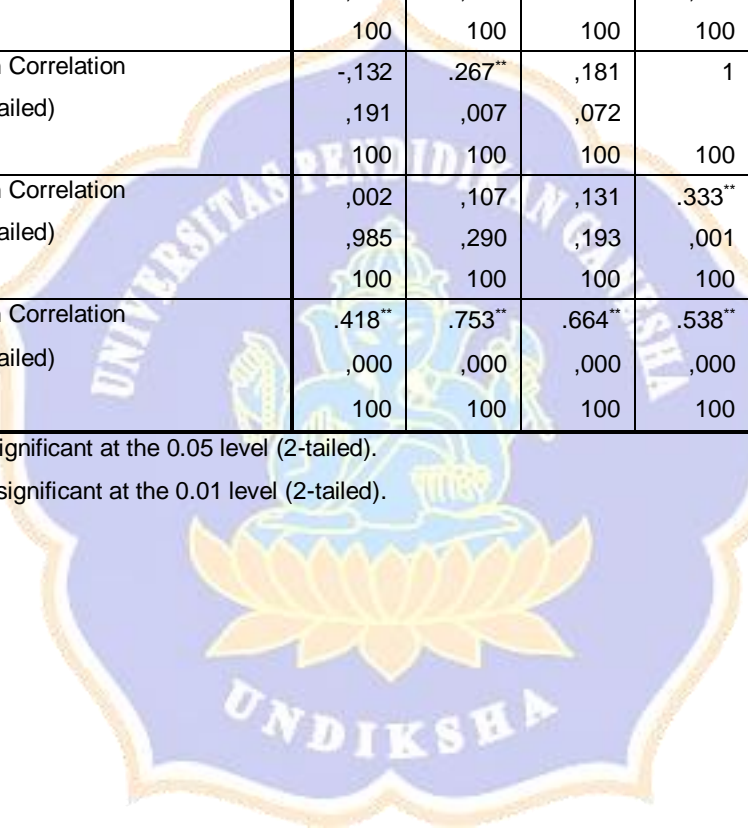 100 100 100 100
Correlation -,132 .267** ,181 1
,191 ,007 ,072
100 100 100 100
Correlation ,002 ,107 ,131 .333**
,985 ,290 ,193 ,001
100 100 100 100
Correlation .418** .753** .664** .538**
,000 ,000 ,000 ,000
100 100 100 100
significant at the 0.05 level (2-tailed).
significant at the 0.01 level (2-tailed).
UNIVERSITAS PENDIDIKAN GANESHA
UNDIKSHA